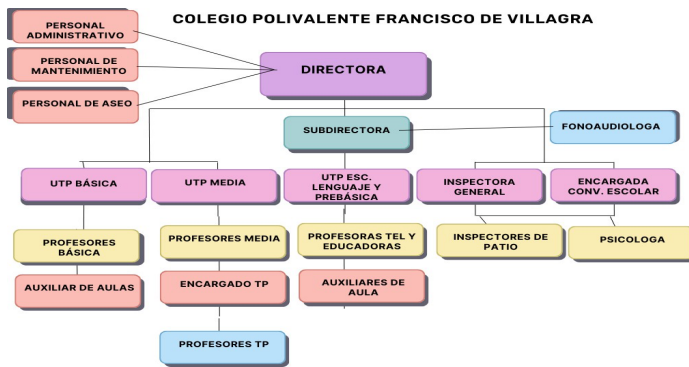 COLEGIO POLIVALENTE FRANCISCO DE VILLAGRA
PERSONAL
ADMINISTRATIVO
PERSONAL DE
MANTENIMIENTO
PERSONAL DE ASEO
DIRECTORA
SUBDIRECTORA
FONOAUDIOLOGA
UTP BÁSICA
UTP MEDIA
UTP ESC.
LENGUAJE Y
PREBÁSICA
INSPECTORA
GENERAL
ENCARGADA
CONV. ESCOLAR
PROFESORES
BÁSICA
PROFESORES MEDIA
PROFESORAS TEL Y
EDUCADORAS
INSPECTORES DE
PATIO
PSICOLOGA
AUXILIAR DE AULAS
ENCARGADO TP
AUXILIARES DE
AULA
PROFESORES TP